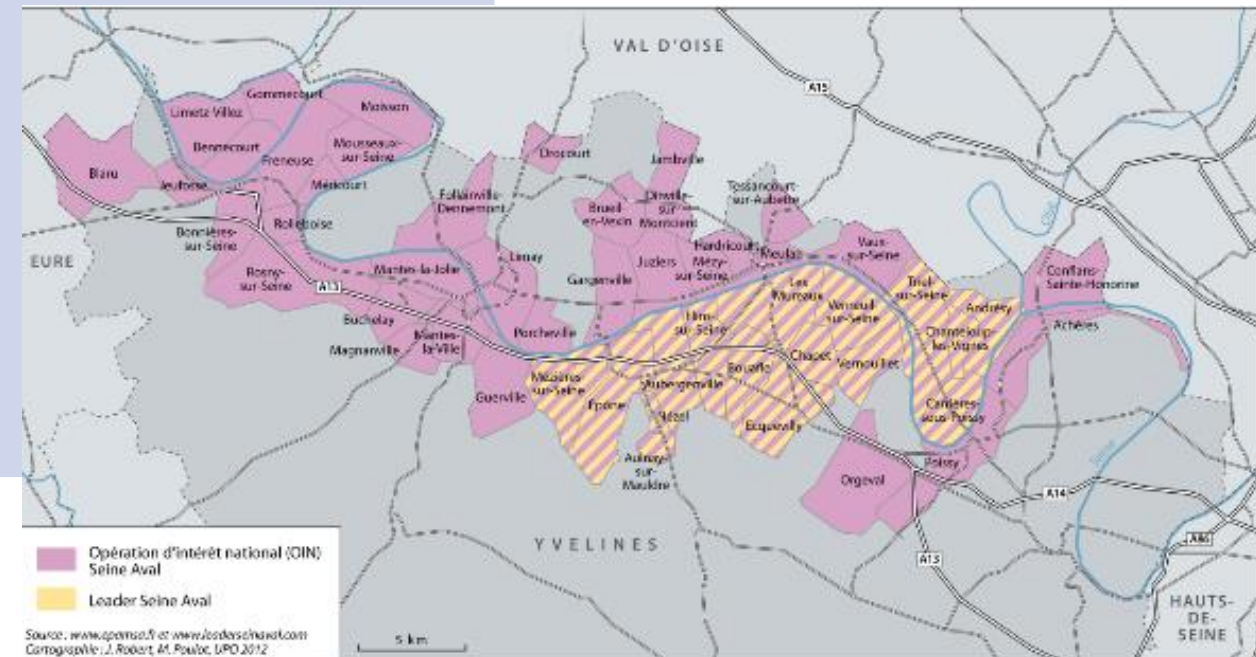 VAL D'OISE
A15
Gommecourt
Limetz-Villez
Moisson
Bennecourt
Mousseaux-
sur-Seine
Freneuse
Drocourt
Jambville
Blaru
Jeufosse
Méricourt
Follainville-
Dennemont
Tessancourt-
sur-Aubette
Brueil-
en-Vexin
Oinville-
sur-
Montcient
Oise
Rolleboise
Bonnières-
sur-Seine
Hardricourt
Meulan
Vaux-
sur-Seine
EURE
Limay
Juziers
Mézy-
sur-Seine
Mantes-la-Jolie
Gargenville
Conflans-
Sainte-Honorine
Rosny-
sur-Seine
A13
Les
Mureaux
Triel-
sur-Seine
Verneuil-
sur-Seine
Andrésy
Achères
Buchelay
Porcheville
Flins-
sur-Seine
Chanteloup-
les-Vignes
Magnanville
Mantes-
la-Ville
Chapet
Vernouillet
Bouafle
Mézières-
sur-Seine
Aubergenville
Guerville
Épône
Nézel
Carrières-
sous-Poissy
Ecquevilly
Aulnay-
sur-
Mauldre
Poissy
Orgeval
A14
YVELINES
A13
A86
HAUTS-
DE-
SEINE
Opération d'intérêt national (OIN)
Seine Aval
Leader Seine Aval
Source : www.epamsa.fr et www.leaderseinaval.com
Cartographie : J. Robert, M. Poulot, UPO 2012
5 km